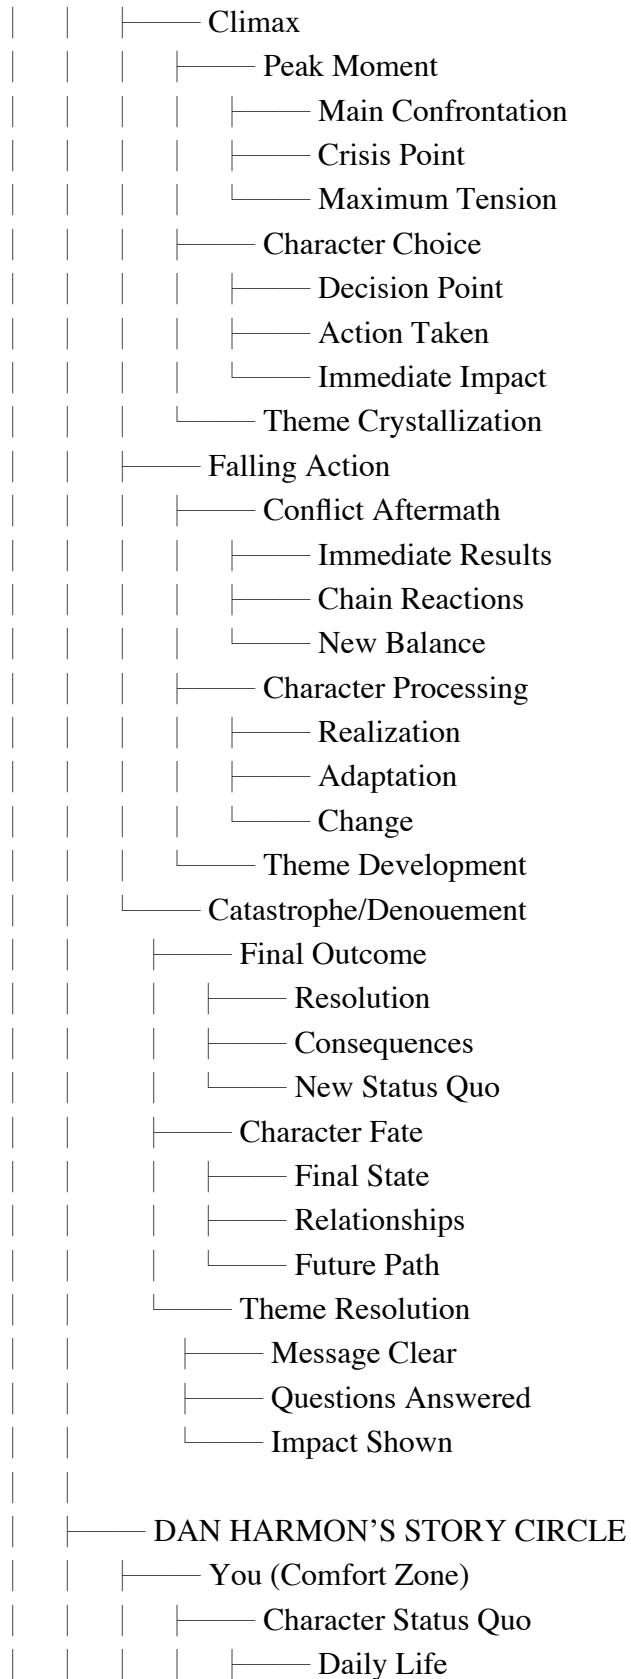 Climax
Peak Moment
Main Confrontation
Crisis Point
Maximum Tension
Character Choice
Decision Point
Action Taken
Immediate Impact
Theme Crystallization
Falling Action
Conflict Aftermath
Immediate Results
Chain Reactions
New Balance
Character Processing
Realization
Adaptation
Change
Theme Development
Catastrophe/Denouement
Final Outcome
Resolution
Consequences
New Status Quo
Character Fate
Final State
Relationships
Future Path
Theme Resolution
Message Clear
Questions Answered
Impact Shown
DAN HARMON’S STORY CIRCLE
You (Comfort Zone)
Character Status Quo
Daily Life